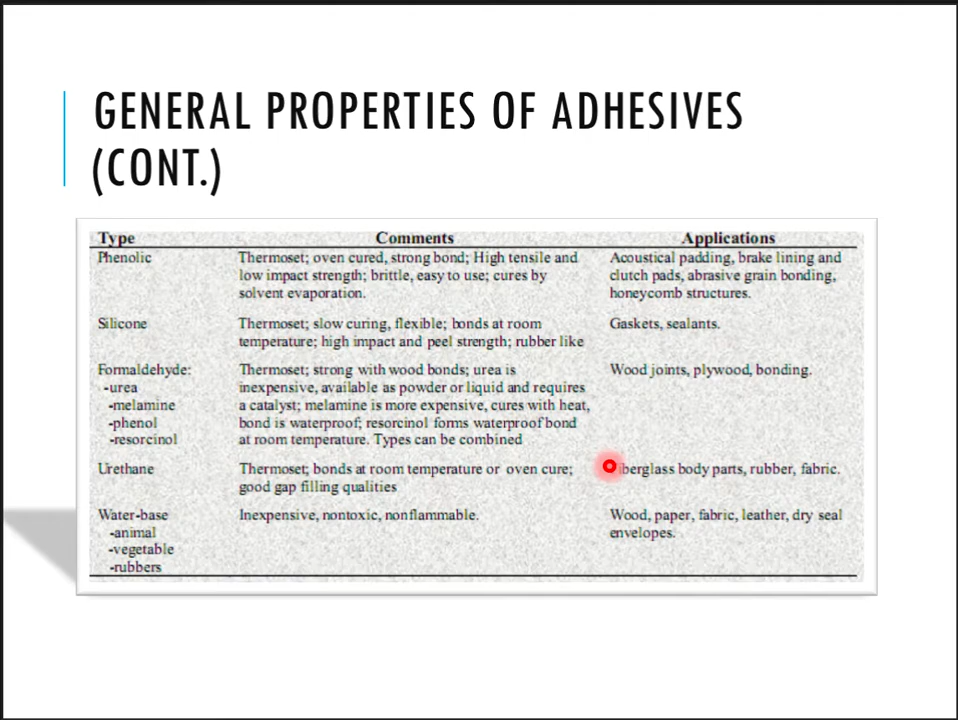 GENERAL PROPERTIES OF ADHESIVES
(CONT.)
Type Comments Applications
Phenolic Thermoset; oven cured, strong bond; High tensile and Acoustical padding, brake lining and
low impact strength; brittle, easy to use; cures by clutch pads, abrasive grain bonding,
solvent evaporation. honeycomb structures.
Silicone Thermoset; slow curing, flexible; bonds at room Gaskets, sealants.
temperature; high impact and peel strength; rubber like
Formaldehyde: Thermoset; strong with wood bonds; urea is Wood joints, plywood, bonding.
-urea inexpensive, available as powder or liquid and requires
-melamine a catalyst; melamine is more expensive, cures with heat,
-phenol bond is waterproof; resorcinol forms waterproof bond
-resorcinol at room temperature. Types can be combined
Urethane Thermoset; bonds at room temperature or oven cure; iberglass body parts, rubber, fabric.
good gap filling qualities
Water-base Inexpensive, nontoxic, nonflammable. Wood, paper, fabric, leather, dry seal
-animal envelopes.
-vegetable
-rubbers